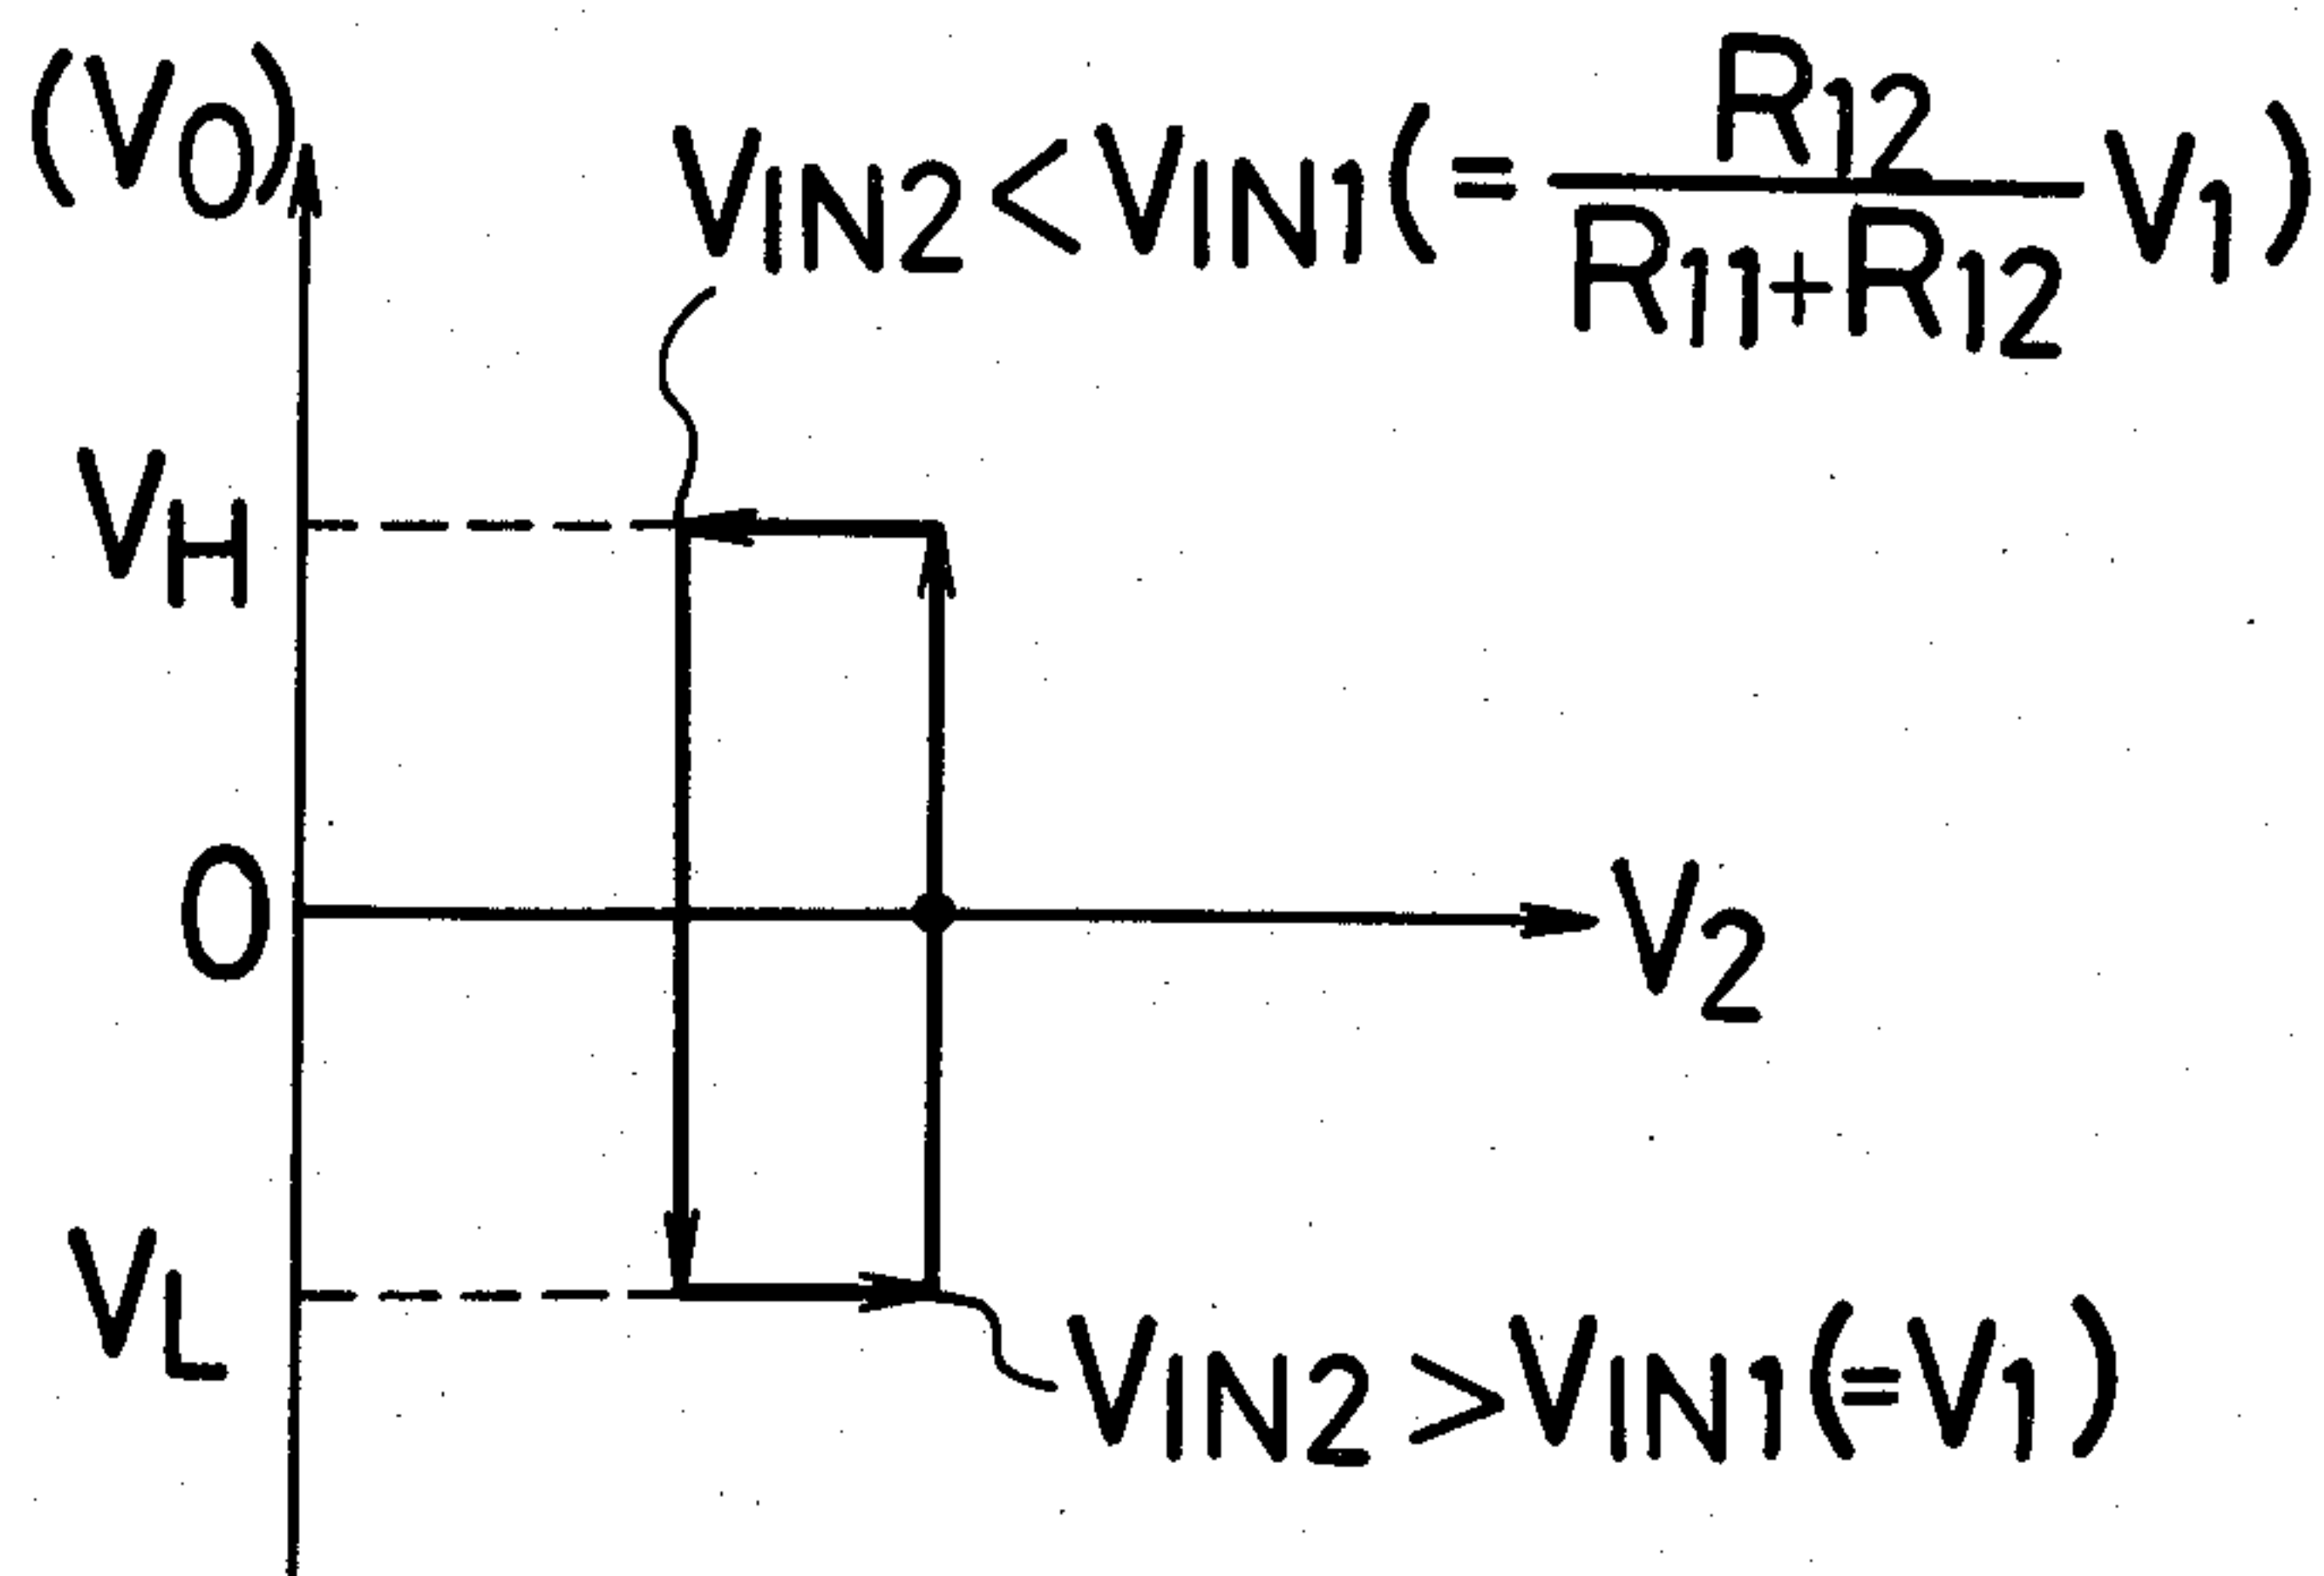 (VO)
VIN2<VIN1(=R12/R11+R12 V1)
VH
O
V2
VL
VIN2>VIN1(=V1)